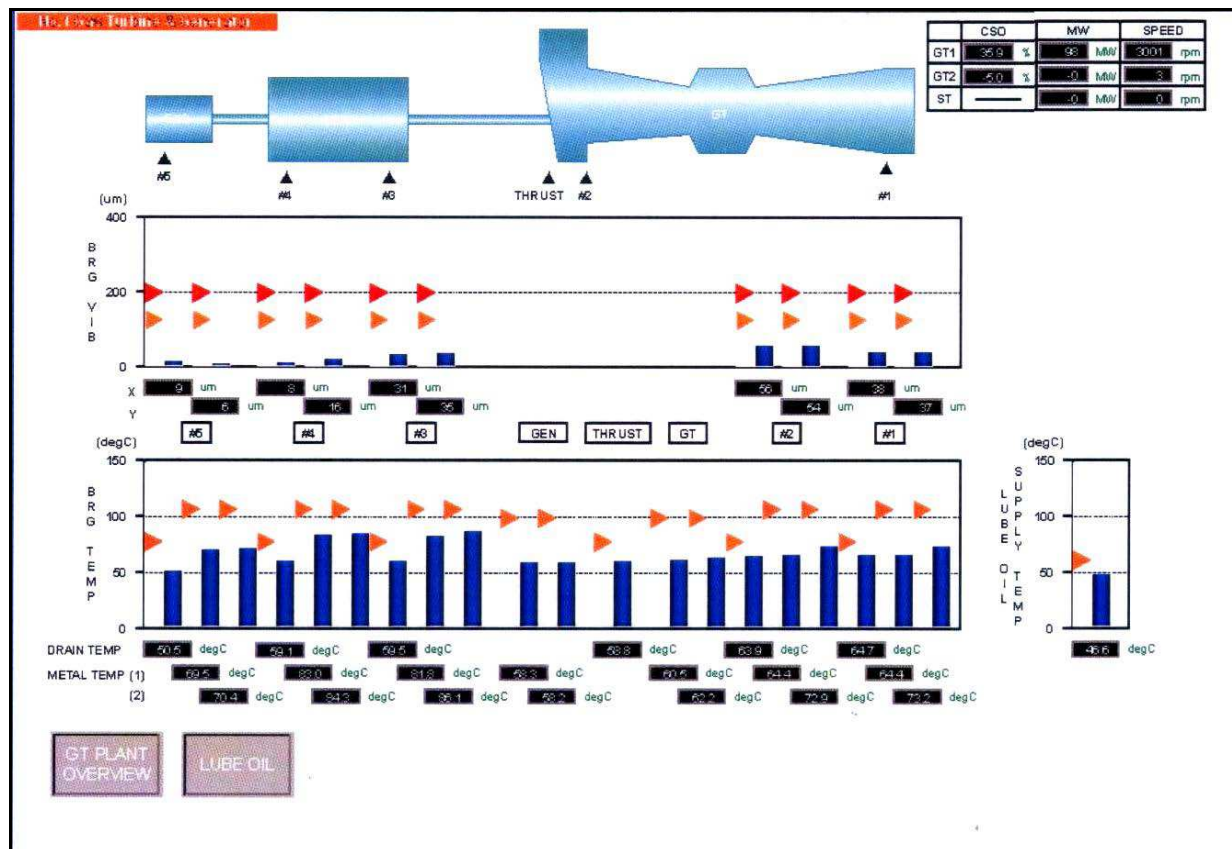 Turbine & Generator
CSO MW SPEED
GT1 35.9 % 98 MW 3001 rpm
GT2 -5.0 % -0 MW 3 rpm
ST -0 MW 0 rpm
GT
#5 #4 #3 THRUST #2 #1
(um)
400
200
0
BRG VIB
X 9 um 8 um 31 um 56 um 38 um
Y 6 um 16 um 35 um 54 um 37 um
#5 #4 #3 GEN THRUST GT #2 #1
(degC)
150
100
50
0
BRG TEMP
(degC)
150
100
50
0
LUBE OIL
SUPPLY TEMP
DRAIN TEMP 50.5 degC 59.1 degC 59.5 degC 58.8 degC 63.9 degC 64.7 degC 46.6 degC
METAL TEMP (1) 69.5 degC 83.0 degC 81.8 degC degC 60.5 degC 64.4 degC 64.4 degC
(2) 70.4 degC 84.3 degC 86.1 degC 58.2 degC 62.2 degC 72.9 degC 73.2 degC
GT PLANT
OVERVIEW
LUBE OIL